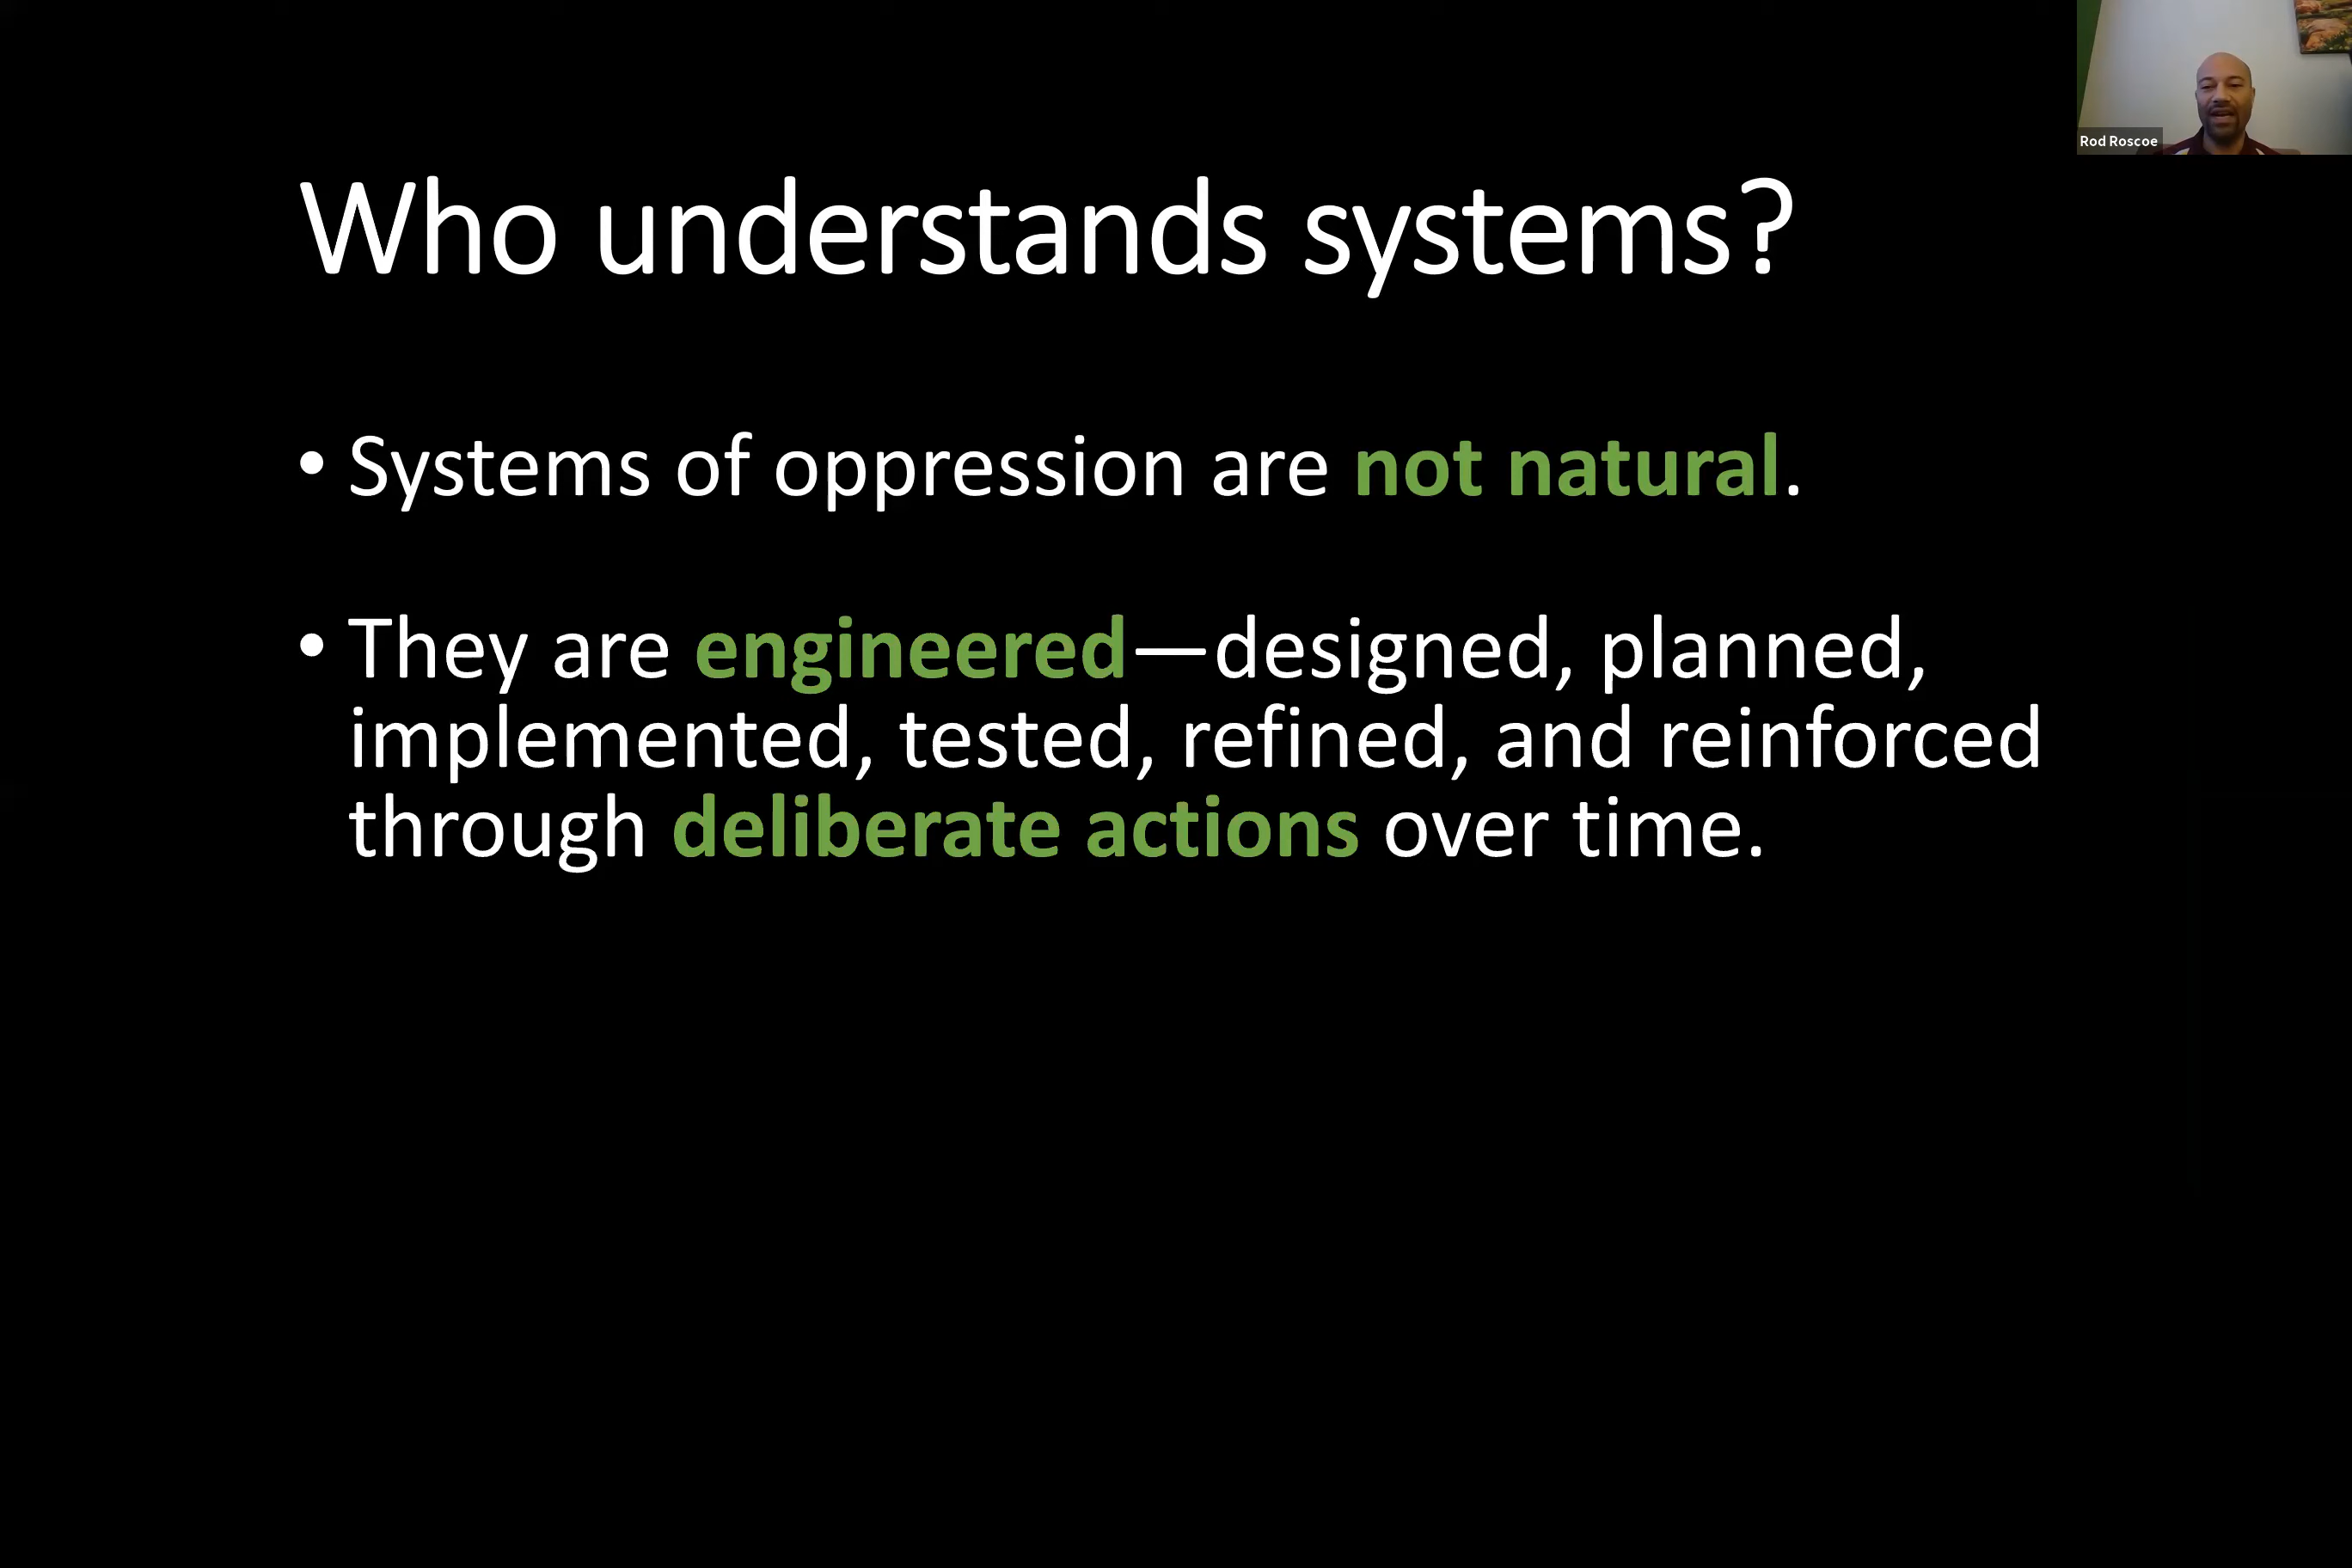 Rod Roscoe
Who understands systems?
• Systems of oppression are not natural.
• They are engineered—designed, planned,
implemented, tested, refined, and reinforced
through deliberate actions over time.